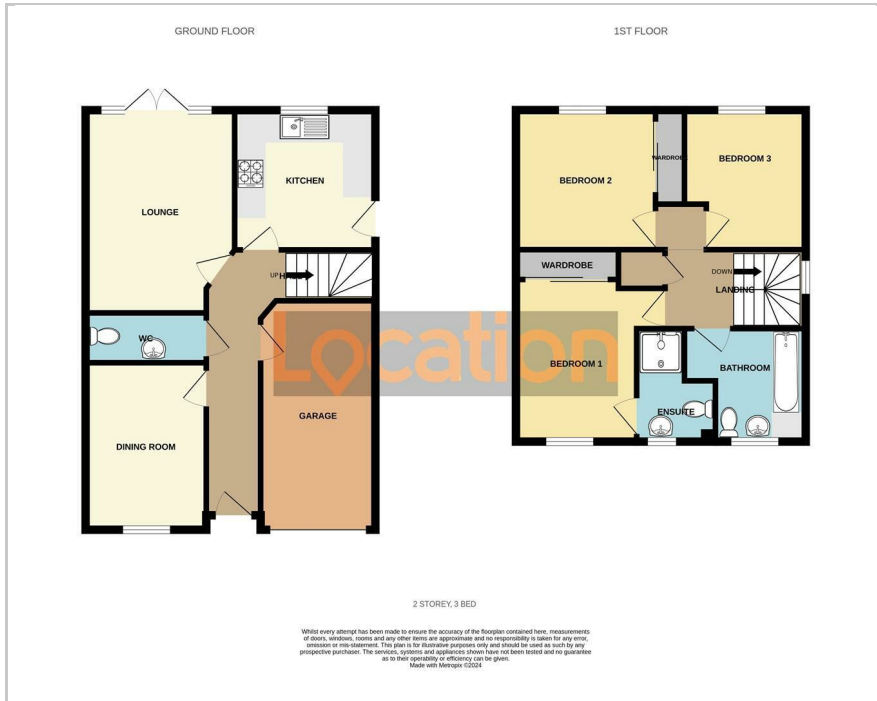 GROUND FLOOR
1ST FLOOR
LOUNGE
KITCHEN
UP
HALL
WC
DINING ROOM
GARAGE
BEDROOM 2
WARDROBE
BEDROOM 3
WARDROBE
DOWN
LANDING
BEDROOM 1
ENSUITE
BATHROOM
Location
2 STOREY, 3 BED
Whilst every attempt has been made to ensure the accuracy of the floorplan contained here, measurements
of doors, windows, rooms and any other items are approximate and no responsibility is taken for any error,
omission or mis-statement. This plan is for illustrative purposes only and should be used as such by any
prospective purchaser. The services, systems and appliances shown have not been tested and no guarantee
as to their operability or efficiency can be given.
Made with Metropix ©2024